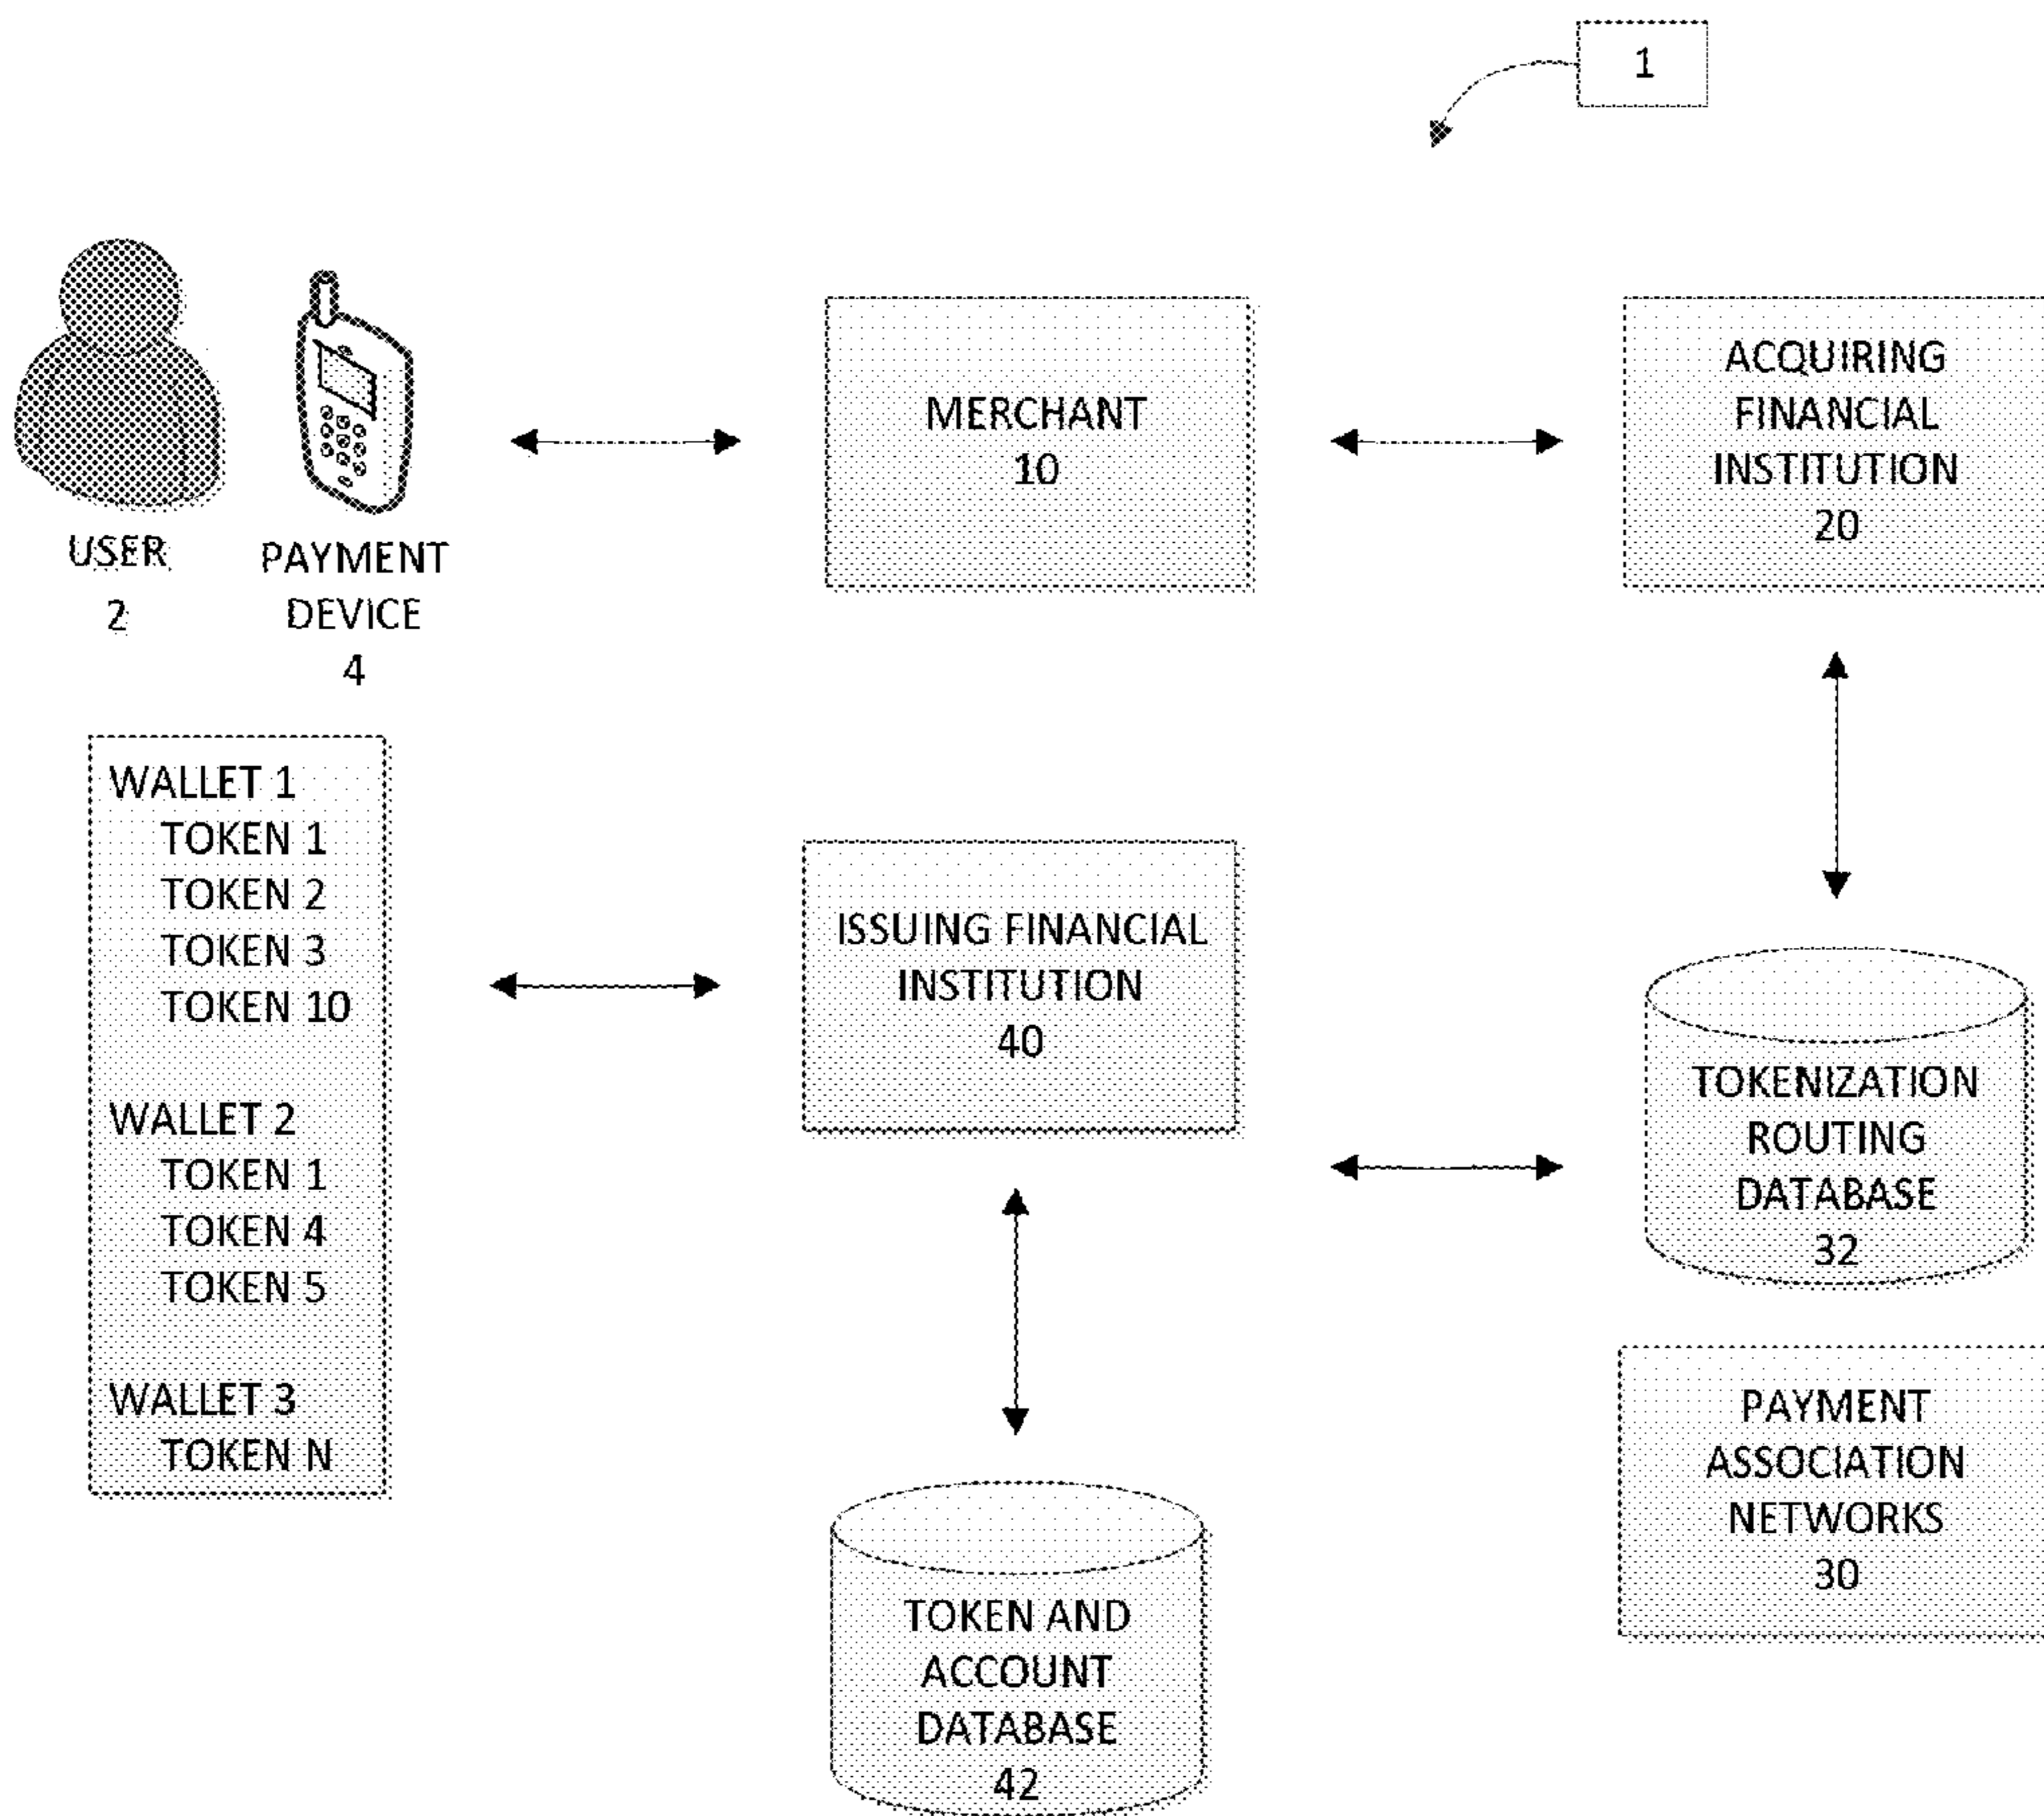 1
USER
2
PAYMENT
DEVICE
4
MERCHANT
10
ACQUIRING
FINANCIAL
INSTITUTION
20
WALLET 1
TOKEN 1
TOKEN 2
TOKEN 3
TOKEN 10
WALLET 2
TOKEN 1
TOKEN 4
TOKEN 5
WALLET 3
TOKEN N
ISSUING FINANCIAL
INSTITUTION
40
TOKENIZATION
ROUTING
DATABASE
32
PAYMENT
ASSOCIATION
NETWORKS
30
TOKEN AND
ACCOUNT
DATABASE
42